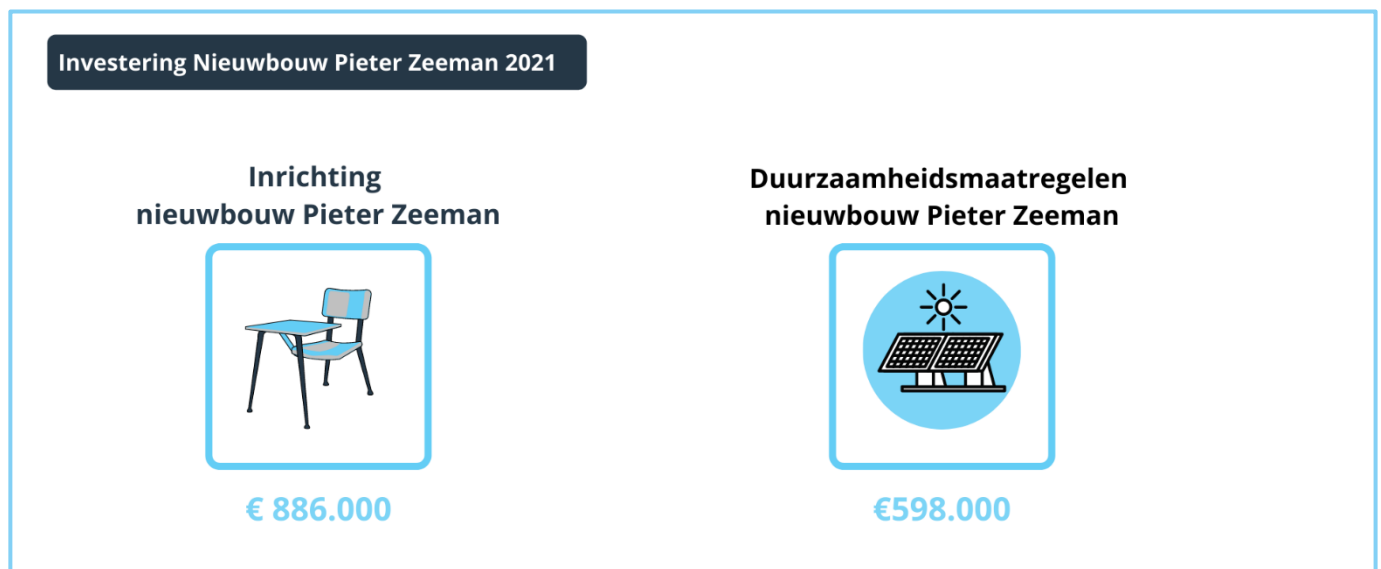 Investering Nieuwbouw Pieter Zeeman 2021
Inrichting
nieuwbouw Pieter Zeeman
€ 886.000
Duurzaamheidsmaatregelen
nieuwbouw Pieter Zeeman
€598.000